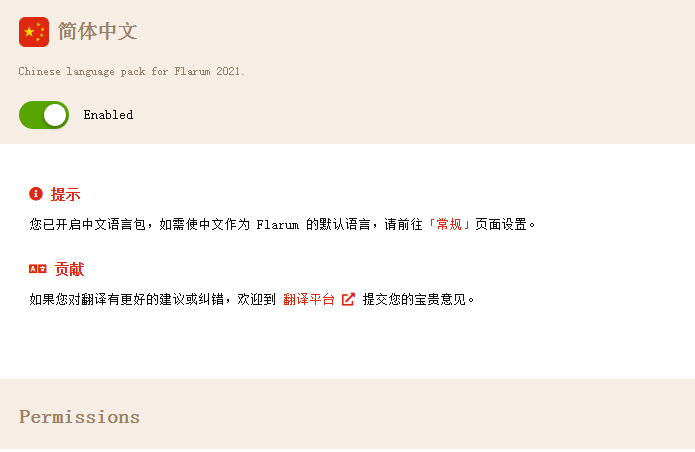 简体中文
Chinese language pack for Flarum 2021.
Enabled
提示
您已开启中文语言包，如需使中文作为 Flarum 的默认语言，请前往「常规」页面设置。
贡献
如果您对翻译有更好的建议或纠错，欢迎到 翻译平台 提交您的宝贵意见。
Permissions